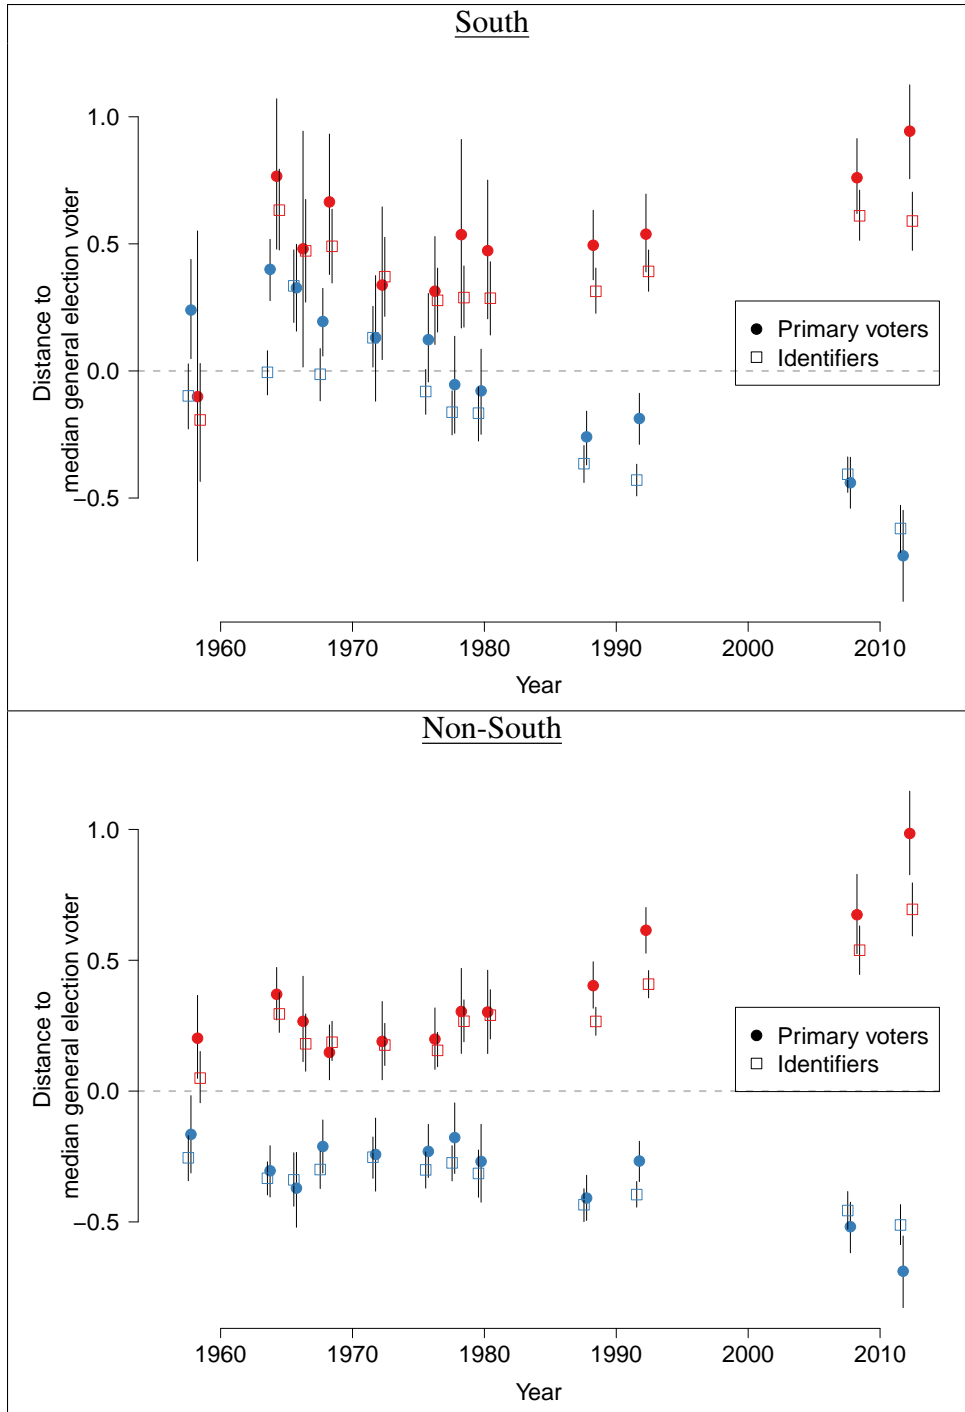 South
1.0
0.5
0.0
−0.5
Distance to
median general election voter
Primary voters
Identifiers
1960 1970 1980 1990 2000 2010
Year
Non-South
1.0
0.5
0.0
−0.5
Distance to
median general election voter
Primary voters
Identifiers
1960 1970 1980 1990 2000 2010
Year